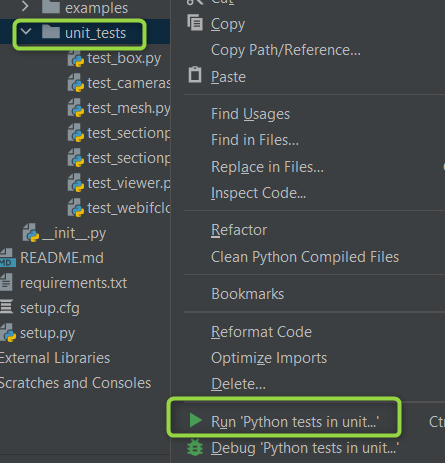 examples
unit_tests
test_box.py
test_cameras
test_mesh.py
test_sectionp
test_sectionp
test_viewer.p
test_webifclo
__init__.py
README.md
requirements.txt
setup.cfg
setup.py
External Libraries
Scratches and Consoles
Cut
Copy
Copy Path/Reference...
Paste
Find Usages
Find in Files...
Replace in Files...
Inspect Code...
Refactor
Clean Python Compiled Files
Bookmarks
Reformat Code
Optimize Imports
Delete...
Run 'Python tests in unit...' Ctr
Debug 'Python tests in unit...'